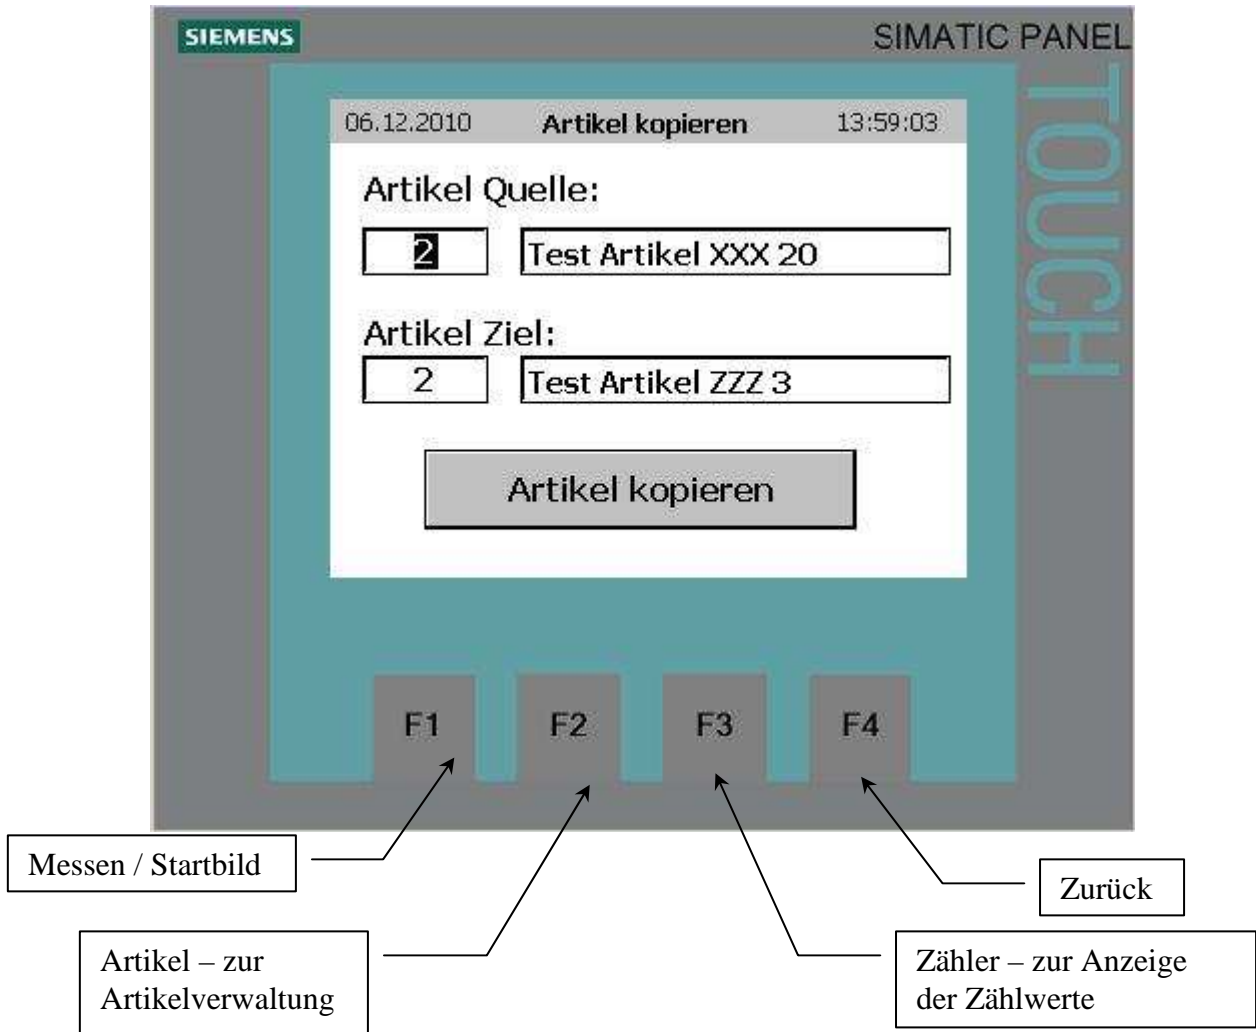 SIEMENS
SIMATIC PANEL
TOUCH
06.12.2010 Artikel kopieren 13:59:03
Artikel Quelle:
2 Test Artikel XXX 20
Artikel Ziel:
2 Test Artikel ZZZ 3
Artikel kopieren
F1 F2 F3 F4
Messen / Startbild
Zurück
Artikel – zur
Artikelverwaltung
Zähler – zur Anzeige
der Zählwerte